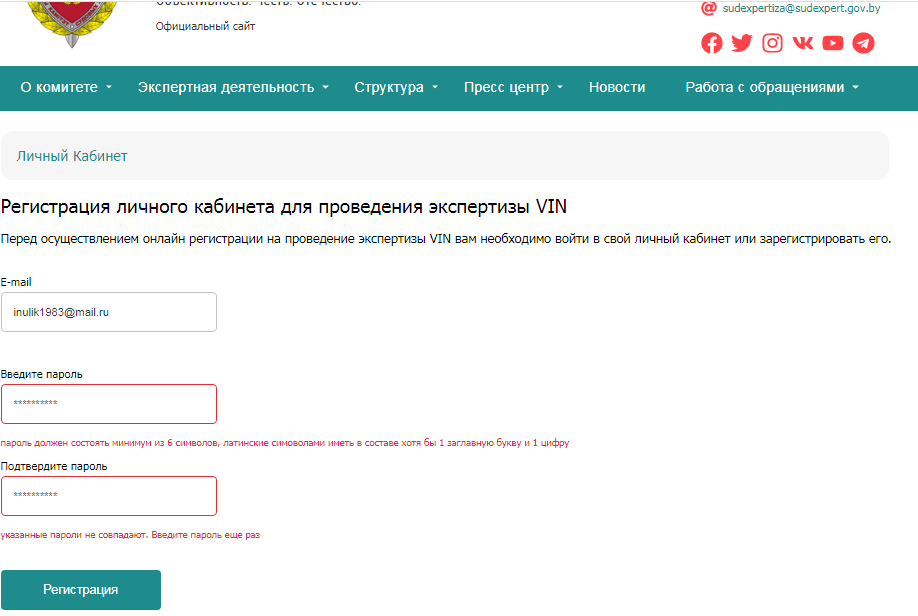 Официальный сайт
sudexpertiza@sudexpert.gov.by
О комитете
Экспертная деятельность
Структура
Пресс центр
Новости
Работа с обращениями
Личный Кабинет
Регистрация личного кабинета для проведения экспертизы VIN
Перед осуществлением онлайн регистрации на проведение экспертизы VIN вам необходимо войти в свой личный кабинет или зарегистрировать его.
E-mail
inulik1983@mail.ru
Введите пароль
**********
пароль должен состоять минимум из 6 символов, латинские симоволами иметь в составе хотя бы 1 заглавную букву и 1 цифру
Подтвердите пароль
**********
указанные пароли не совпадают. Введите пароль еще раз
Регистрация